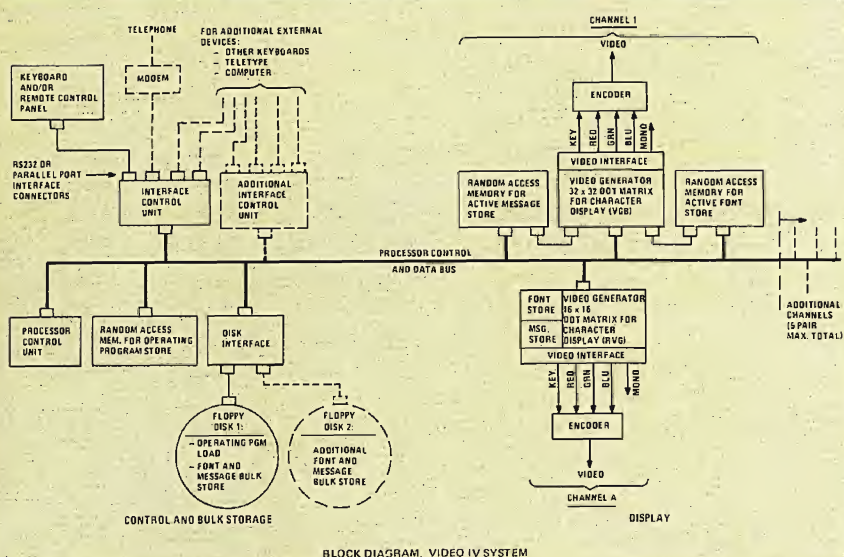 CHANNEL 1
VIDEO
TELEPHONE
MODEM
FOR ADDITIONAL EXTERNAL
DEVICES:
- OTHER KEYBOARDS
- TELETYPE
- COMPUTER
KEYBOARD
AND/OR
REMOTE CONTROL
PANEL
ENCODER
KEY
RED
GRN
BLU
MONO
RS232 OR
PARALLEL PORT
INTERFACE
CONNECTORS
INTERFACE
CONTROL
UNIT
ADDITIONAL
INTERFACE
CONTROL
UNIT
RANDOM ACCESS
MEMORY FOR
ACTIVE MESSAGE
STORE
VIDEO INTERFACE
VIDEO GENERATOR
32 x 32 DOT MATRIX
FOR CHARACTER
DISPLAY (VGB)
RANDOM ACCESS
MEMORY FOR
ACTIVE FONT
STORE
PROCESSOR CONTROL
AND DATA BUS
PROCESSOR
CONTROL
UNIT
RANDOM ACCESS
MEM. FOR OPERATING
PROGRAM STORE
DISK
INTERFACE
FONT
STORE
MSG.
STORE
VIDEO GENERATOR
16 x 16
DOT MATRIX FOR
CHARACTER
DISPLAY (RVG)
VIDEO INTERFACE
ADDITIONAL
CHANNELS
(5 PAIR
MAX. TOTAL)
KEY
RED
GRN
BLU
MONO
FLOPPY
DISK 1:
- OPERATING PGM
LOAD
- FONT AND
MESSAGE BULK
STORE
FLOPPY
DISK 2:
ADDITIONAL
FONT AND
MESSAGE
BULK STORE
ENCODER
VIDEO
CHANNEL A
CONTROL AND BULK STORAGE
DISPLAY
BLOCK DIAGRAM, VIDEO IV SYSTEM